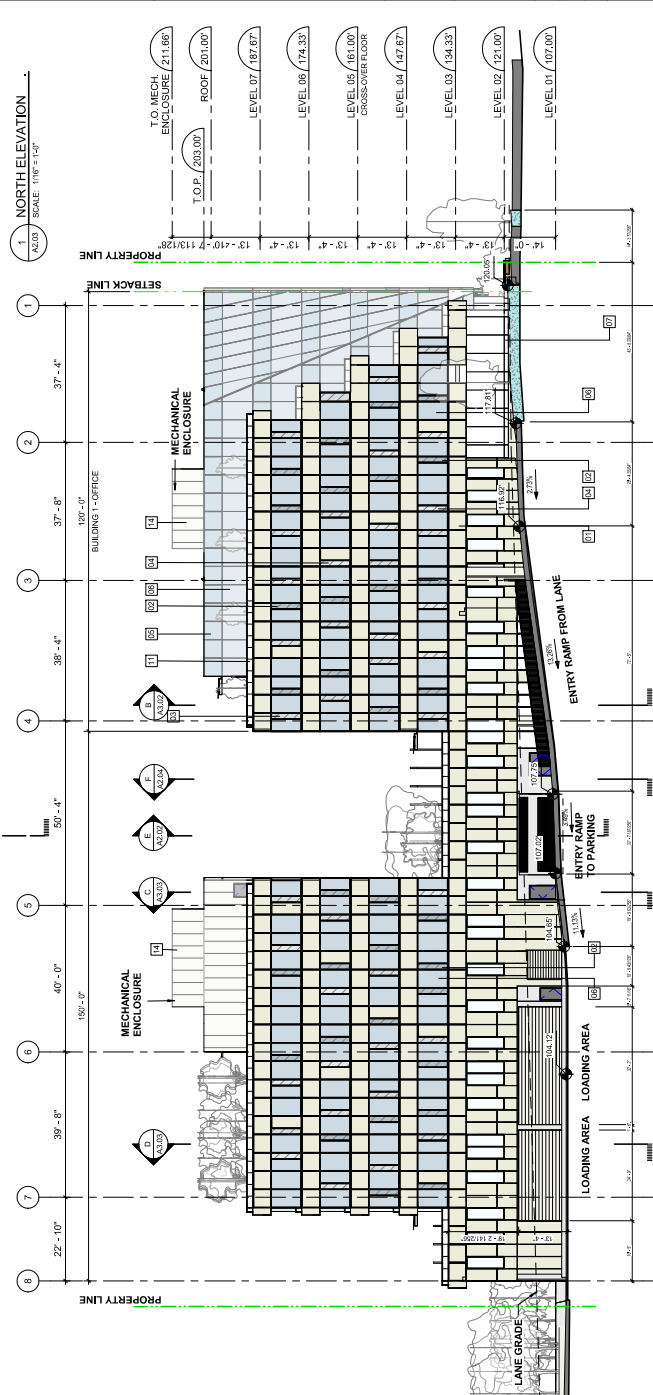 1
A2.03
NORTH ELEVATION
SCALE: 1/16" = 1'-0"
T.O. MECH.
ENCLOSURE
211.66'
T.O.P.
203.00'
ROOF
201.00'
LEVEL 07
187.67'
LEVEL 06
174.33'
LEVEL 05
161.00'
CROSS-OVER FLOOR
LEVEL 04
147.67'
LEVEL 03
134.33'
LEVEL 02
121.00'
LEVEL 01
107.00'
13' - 4"
13' - 4"
13' - 4"
13' - 4"
13' - 4"
14' - 0"
PROPERTY LINE
SETBACK LINE
PROPERTY LINE
8
7
6
5
4
3
2
1
22' - 10"
39' - 8"
40' - 0"
50' - 4"
38' - 4"
37' - 8"
37' - 4"
150' - 0"
120' - 0"
BUILDING 1 - OFFICE
D
A3.03
C
A3.03
E
A2.02
F
A2.04
B
A3.02
MECHANICAL
ENCLOSURE
14
MECHANICAL
ENCLOSURE
14
03
11
05
02
06
04
13' - 4"
LANE GRADE
LOADING AREA
LOADING AREA
104.12'
104.65'
107.02'
107.75'
116.92'
117.81'
120.05'
11.13%
13.26%
2.73%
ENTRY RAMP
TO PARKING
ENTRY RAMP FROM LANE
06
02
01
04
02
06
07